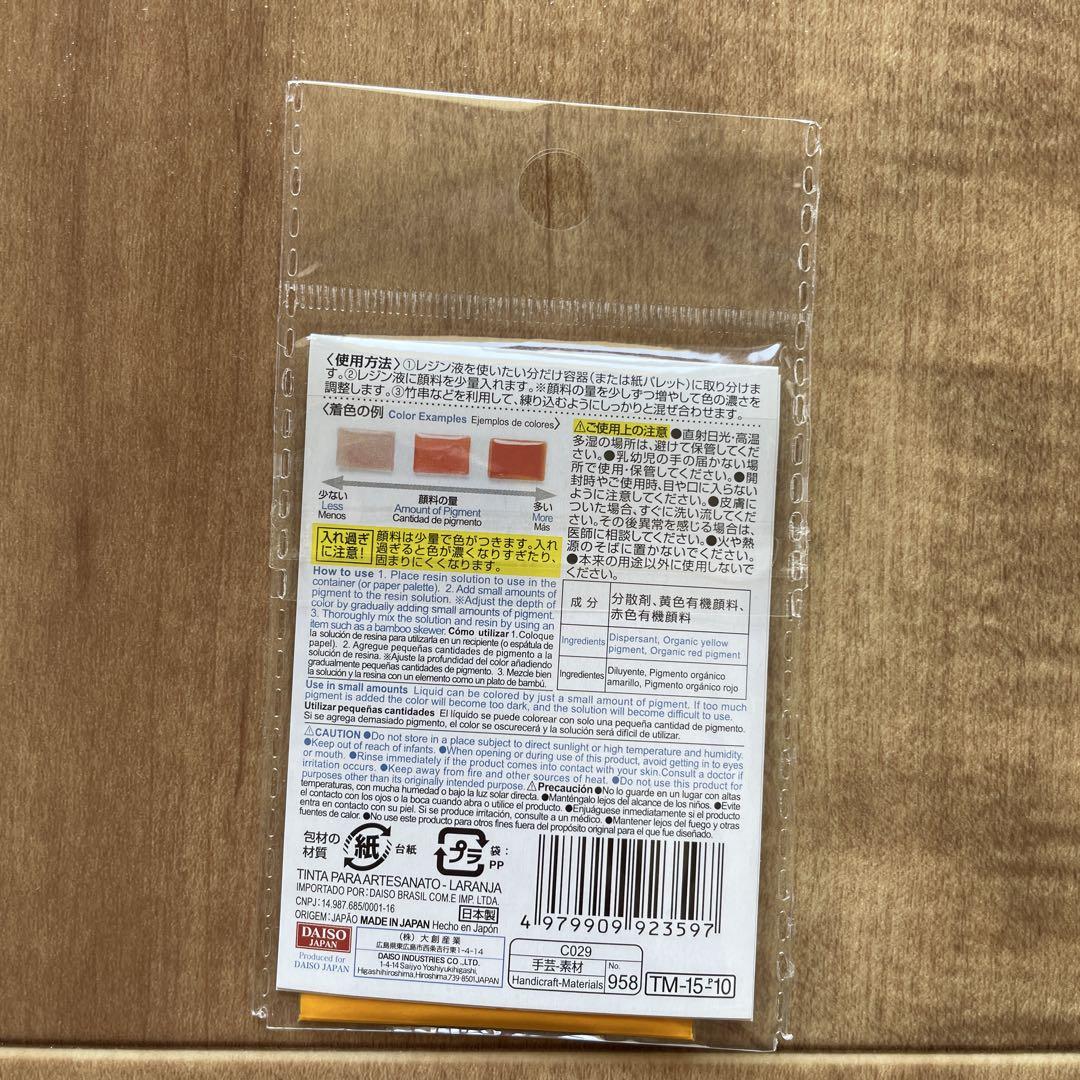 〈使用方法〉①レジン液を使いたい分だけ容器(または紙パレット)に取り分けま
す。②レジン液に顔料を少量入れます。※顔料の量を少しずつ増やして色の濃さを
調整します。③竹串などを利用して、練り込むようにしっかりと混ぜ合わせます。
〈着色の例 Color Examples Ejemplos de colores〉
少ない
Less
Menos
顔料の量
Amount of Pigment
Cantidad de pigmento
多い
More
Más
入れ過ぎ
に注意!
顔料は少量で色がつきます。入れ
過ぎると色が濃くなりすぎたり、
固まりにくくなります。
⚠ご使用上の注意 ●直射日光・高温
多湿の場所は、避けて保管してくだ
さい。●乳幼児の手の届かない場
所で使用・保管してください。●開
封時やご使用時、目や口に入らない
ように注意してください。●皮膚に
ついた場合、すぐに洗い流してくだ
さい。その後異常を感じる場合は、
医師に相談してください。●火や熱
源のそばに置かないでください。
●本来の用途以外に使用しないで
ください。
How to use 1. Place resin solution to use in the
container (or paper palette). 2. Add small amounts of
pigment to the resin solution. ※Adjust the depth of
color by gradually adding small amounts of pigment.
3. Thoroughly mix the solution and resin by using an
item such as a bamboo skewer. Cómo utilizar 1.Coloque
la solución de resina para utilizarla en un recipiente (o espátula de
papel). 2. Agregue pequeñas cantidades de pigmento a la
solución de resina. ※Ajuste la profundidad del color añadiendo
gradualmente pequeñas cantidades de pigmento. 3. Mezcle bien
la solución y la resina con un elemento como un plato de bambú.
成分 分散剤、黄色有機顔料、
赤色有機顔料
Ingredients Dispersant, Organic yellow
pigment, Organic red pigment
Ingredientes Diluyente, Pigmento orgánico
amarillo, Pigmento orgánico rojo
Use in small amounts Liquid can be colored by just a small amount of pigment. If too much
pigment is added the color will become too dark, and the solution will become difficult to use.
Utilizar pequeñas cantidades El líquido se puede colorear con solo una pequeña cantidad de pigmento.
Si se agrega demasiado pigmento, el color se oscurecerá y la solución será difícil de utilizar.
⚠CAUTION ●Do not store in a place subject to direct sunlight or high temperature and humidity.
●Keep out of reach of infants. ●When opening or during use of this product, avoid getting in to eyes
or mouth. ●Rinse immediately if the product comes into contact with your skin.Consult a doctor if
irritation occurs. ●Keep away from fire and other sources of heat. ●Do not use this product for
purposes other than its originally intended purpose. ⚠Precaución ●No lo guarde en un lugar con altas
temperaturas, con mucha humedad o bajo la luz solar directa. ●Manténgalo lejos del alcance de los niños. ●Evite
el contacto con los ojos o la boca cuando abra o utilice el producto. ●Enjuáguese inmediatamente si el producto
entra en contacto con su piel. Si se produce irritación, consulte a un médico. ●Mantener lejos del fuego y otras
fuentes de calor. ●No use este producto para otros fines fuera del propósito original para el que fue diseñado.
包材の
材質
紙
台紙
プラ
袋:
PP
TINTA PARA ARTESANATO - LARANJA
IMPORTADO POR: DAISO BRASIL COM.E IMP. LTDA.
CNPJ: 14.987.685/0001-16
日本製
ORIGEM: JAPÃO MADE IN JAPAN Hecho en Japón
4 979909 923597
DAISO
JAPAN
Produced for
DAISO JAPAN
(株)大創産業
広島県東広島市西条吉行東1-4-14
DAISO INDUSTRIES CO.,LTD.
1-4-14 Saijyo Yoshiyukihigashi,
Higashihiroshima, Hiroshima,739-8501,JAPAN
C029
手芸・素材
Handicraft-Materials
No.
958
TM-15-P10